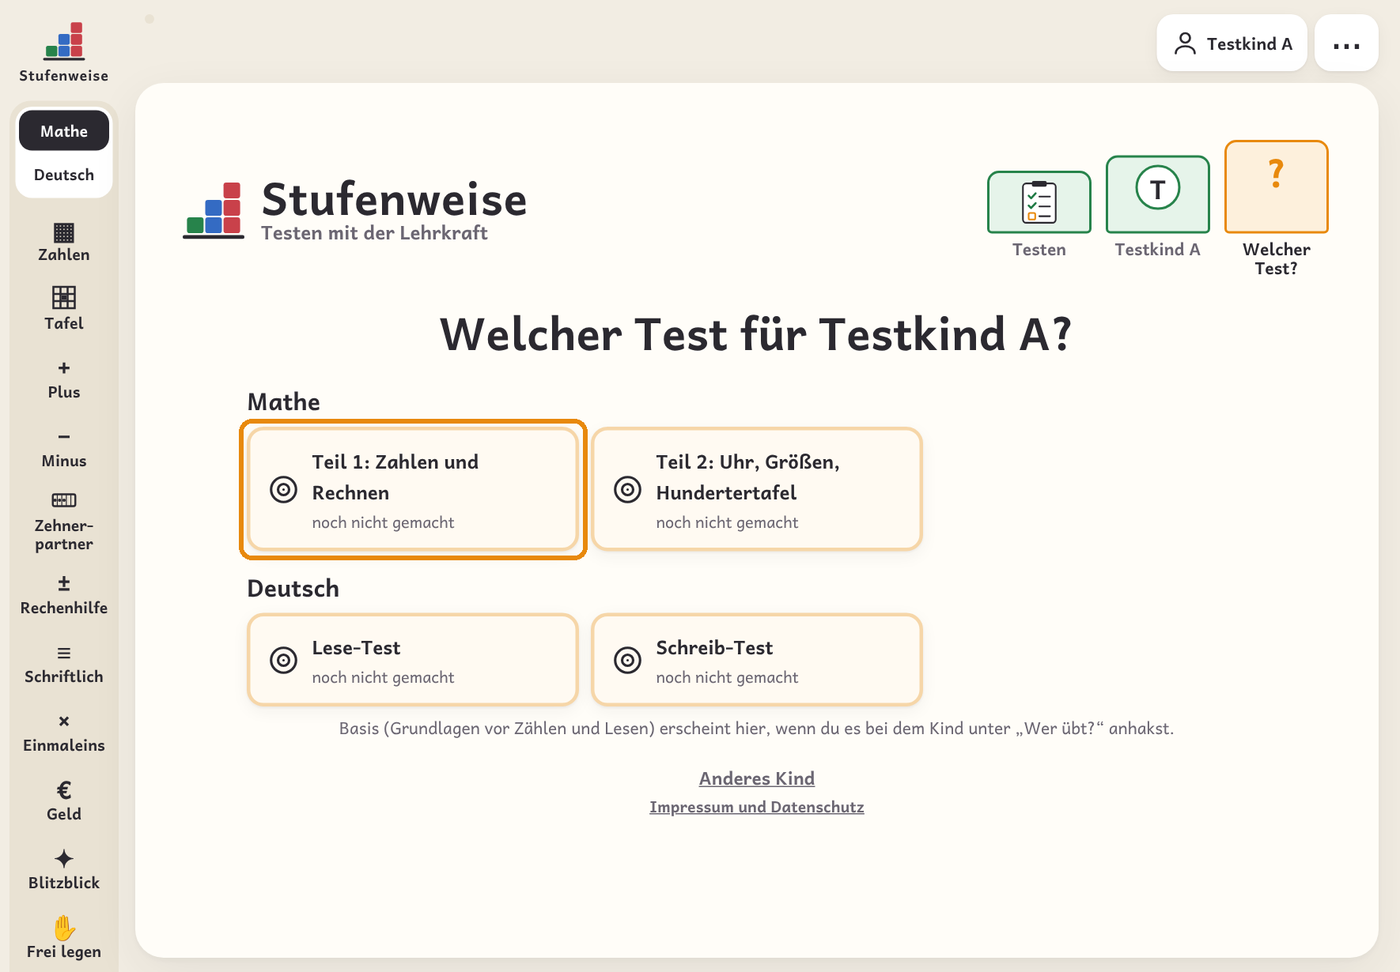 Stufenweise
Mathe
Deutsch
Zahlen
Tafel
+
Plus
−
Minus
Zehner-
partner
±
Rechenhilfe
≡
Schriftlich
×
Einmaleins
€
Geld
Blitzblick
Frei legen
Testkind A
...
Stufenweise
Testen mit der Lehrkraft
Testen
T
Testkind A
?
Welcher
Test?
Welcher Test für Testkind A?
Mathe
Teil 1: Zahlen und
Rechnen
noch nicht gemacht
Teil 2: Uhr, Größen,
Hundertertafel
noch nicht gemacht
Deutsch
Lese-Test
noch nicht gemacht
Schreib-Test
noch nicht gemacht
Basis (Grundlagen vor Zählen und Lesen) erscheint hier, wenn du es bei dem Kind unter „Wer übt?“ anhakst.
Anderes Kind
Impressum und Datenschutz